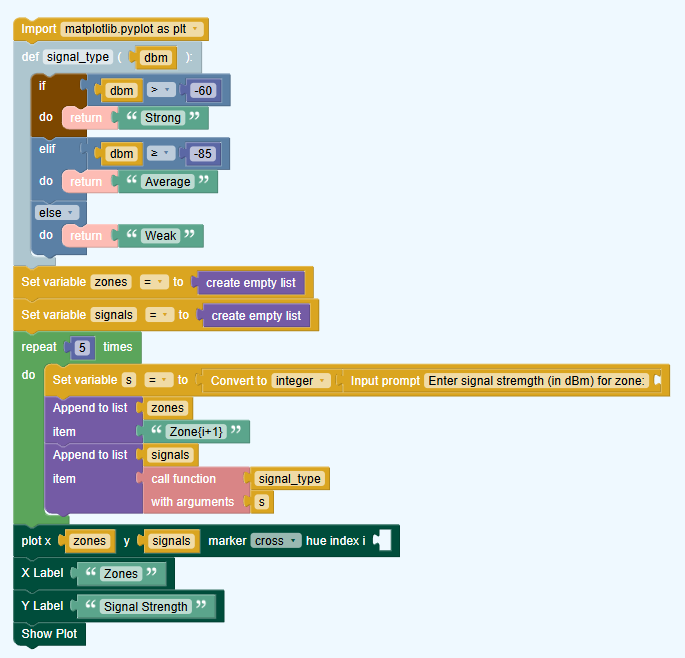 Import matplotlib.pyplot as plt
def signal_type ( dbm ):
if dbm > -60
do return “ Strong ”
elif dbm ≥ -85
do return “ Average ”
else
do return “ Weak ”
Set variable zones = to create empty list
Set variable signals = to create empty list
repeat 5 times
do Set variable s = to Convert to integer Input prompt Enter signal stremgth (in dBm) for zone:
Append to list zones
item “ Zone{i+1} ”
Append to list signals
item call function signal_type
with arguments s
plot x zones y signals marker cross hue index i
X Label “ Zones ”
Y Label “ Signal Strength ”
Show Plot